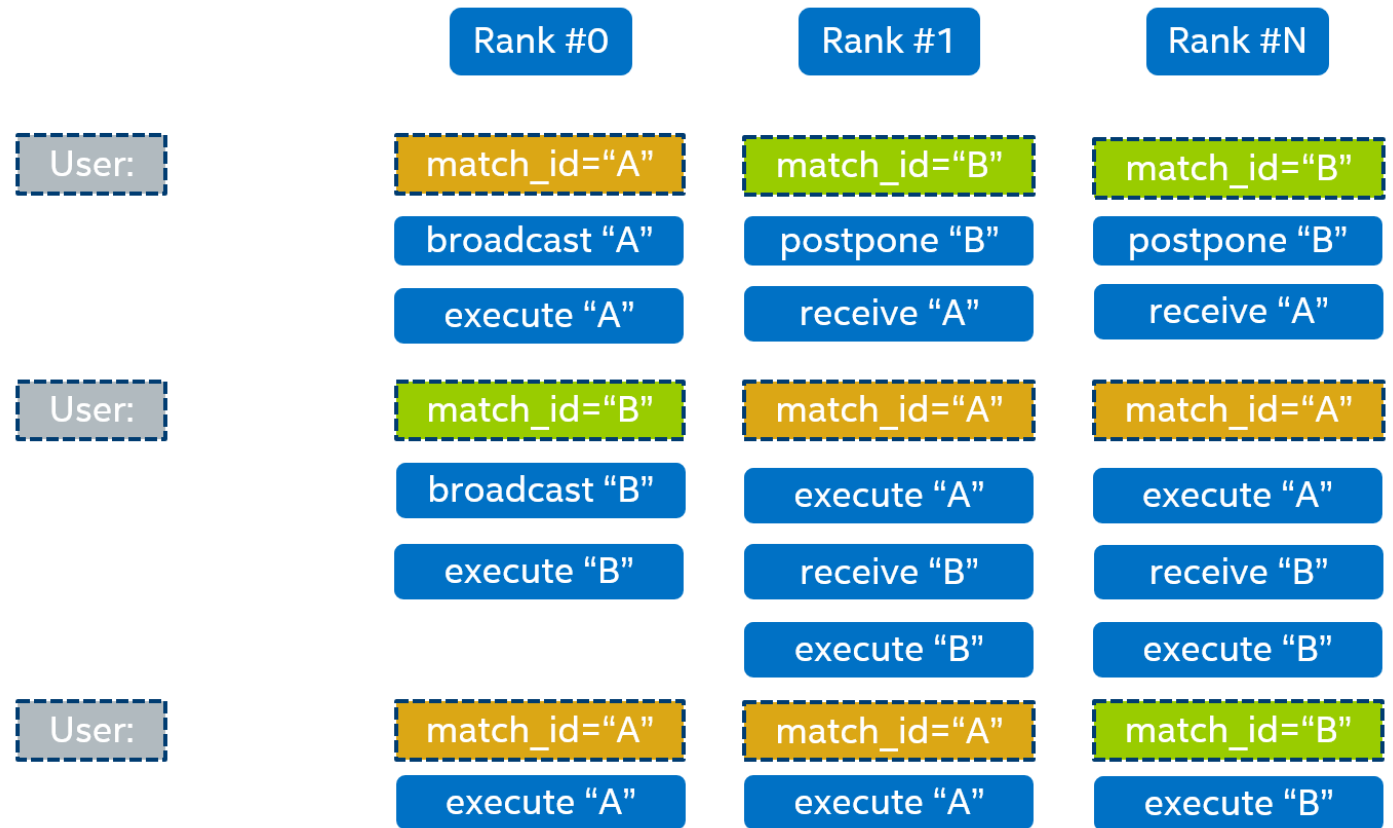 Rank #0 Rank #1 Rank #N
User: match_id=“A” match_id=“B” match_id=“B”
broadcast “A” postpone “B” postpone “B”
execute “A” receive “A” receive “A”
User: match_id=“B” match_id=“A” match_id=“A”
broadcast “B” execute “A” execute “A”
execute “B” receive “B” receive “B”
execute “B” execute “B”
User: match_id=“A” match_id=“A” match_id=“B”
execute “A” execute “A” execute “B”